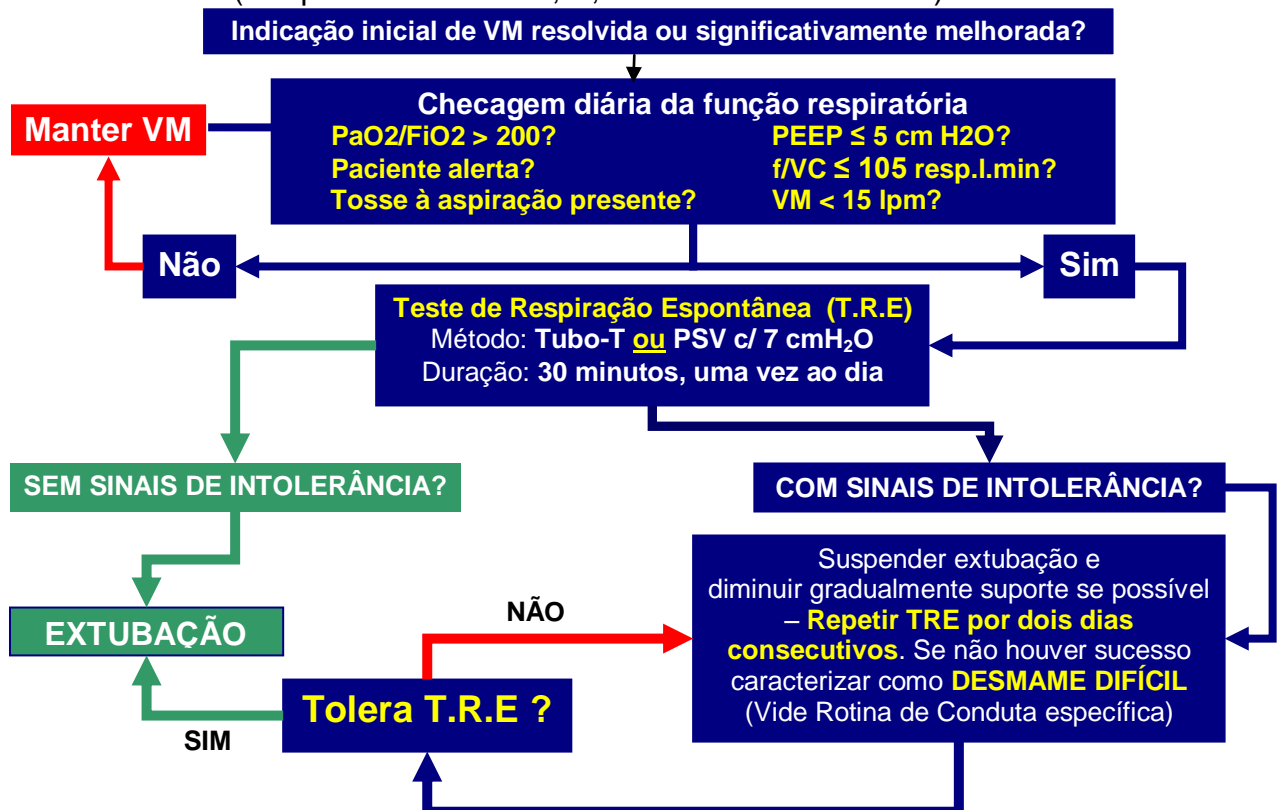 Indicação inicial de VM resolvida ou significativamente melhorada?
Checagem diária da função respiratória
Manter VM
PaO2/FiO2 > 200?
PEEP ≤ 5 cm H2O?
Paciente alerta?
f/VC ≤ 105 resp.l.min?
Tosse à aspiração presente?
VM < 15 lpm?
Não
Sim
Teste de Respiração Espontânea (T.R.E)
Método: Tubo-T ou PSV c/ 7 cmH₂O
Duração: 30 minutos, uma vez ao dia
SEM SINAIS DE INTOLERÂNCIA?
COM SINAIS DE INTOLERÂNCIA?
Suspender extubação e
diminuir gradualmente suporte se possível
– Repetir TRE por dois dias
consecutivos. Se não houver sucesso
caracterizar como DESMAME DIFÍCIL
(Vide Rotina de Conduta específica)
NÃO
EXTUBAÇÃO
Tolera T.R.E ?
SIM